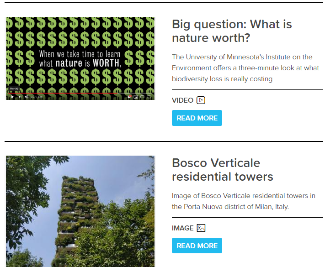 When we take time to learn
what nature is WORTH.
Big question: What is
nature worth?
The University of Minnesota's Institute on the
Environment offers a three-minute look at what
biodiversity loss is really costing.
VIDEO
READ MORE
Bosco Verticale
residential towers
Image of Bosco Verticale residential towers in
the Porta Nuova district of Milan, Italy.
IMAGE
READ MORE